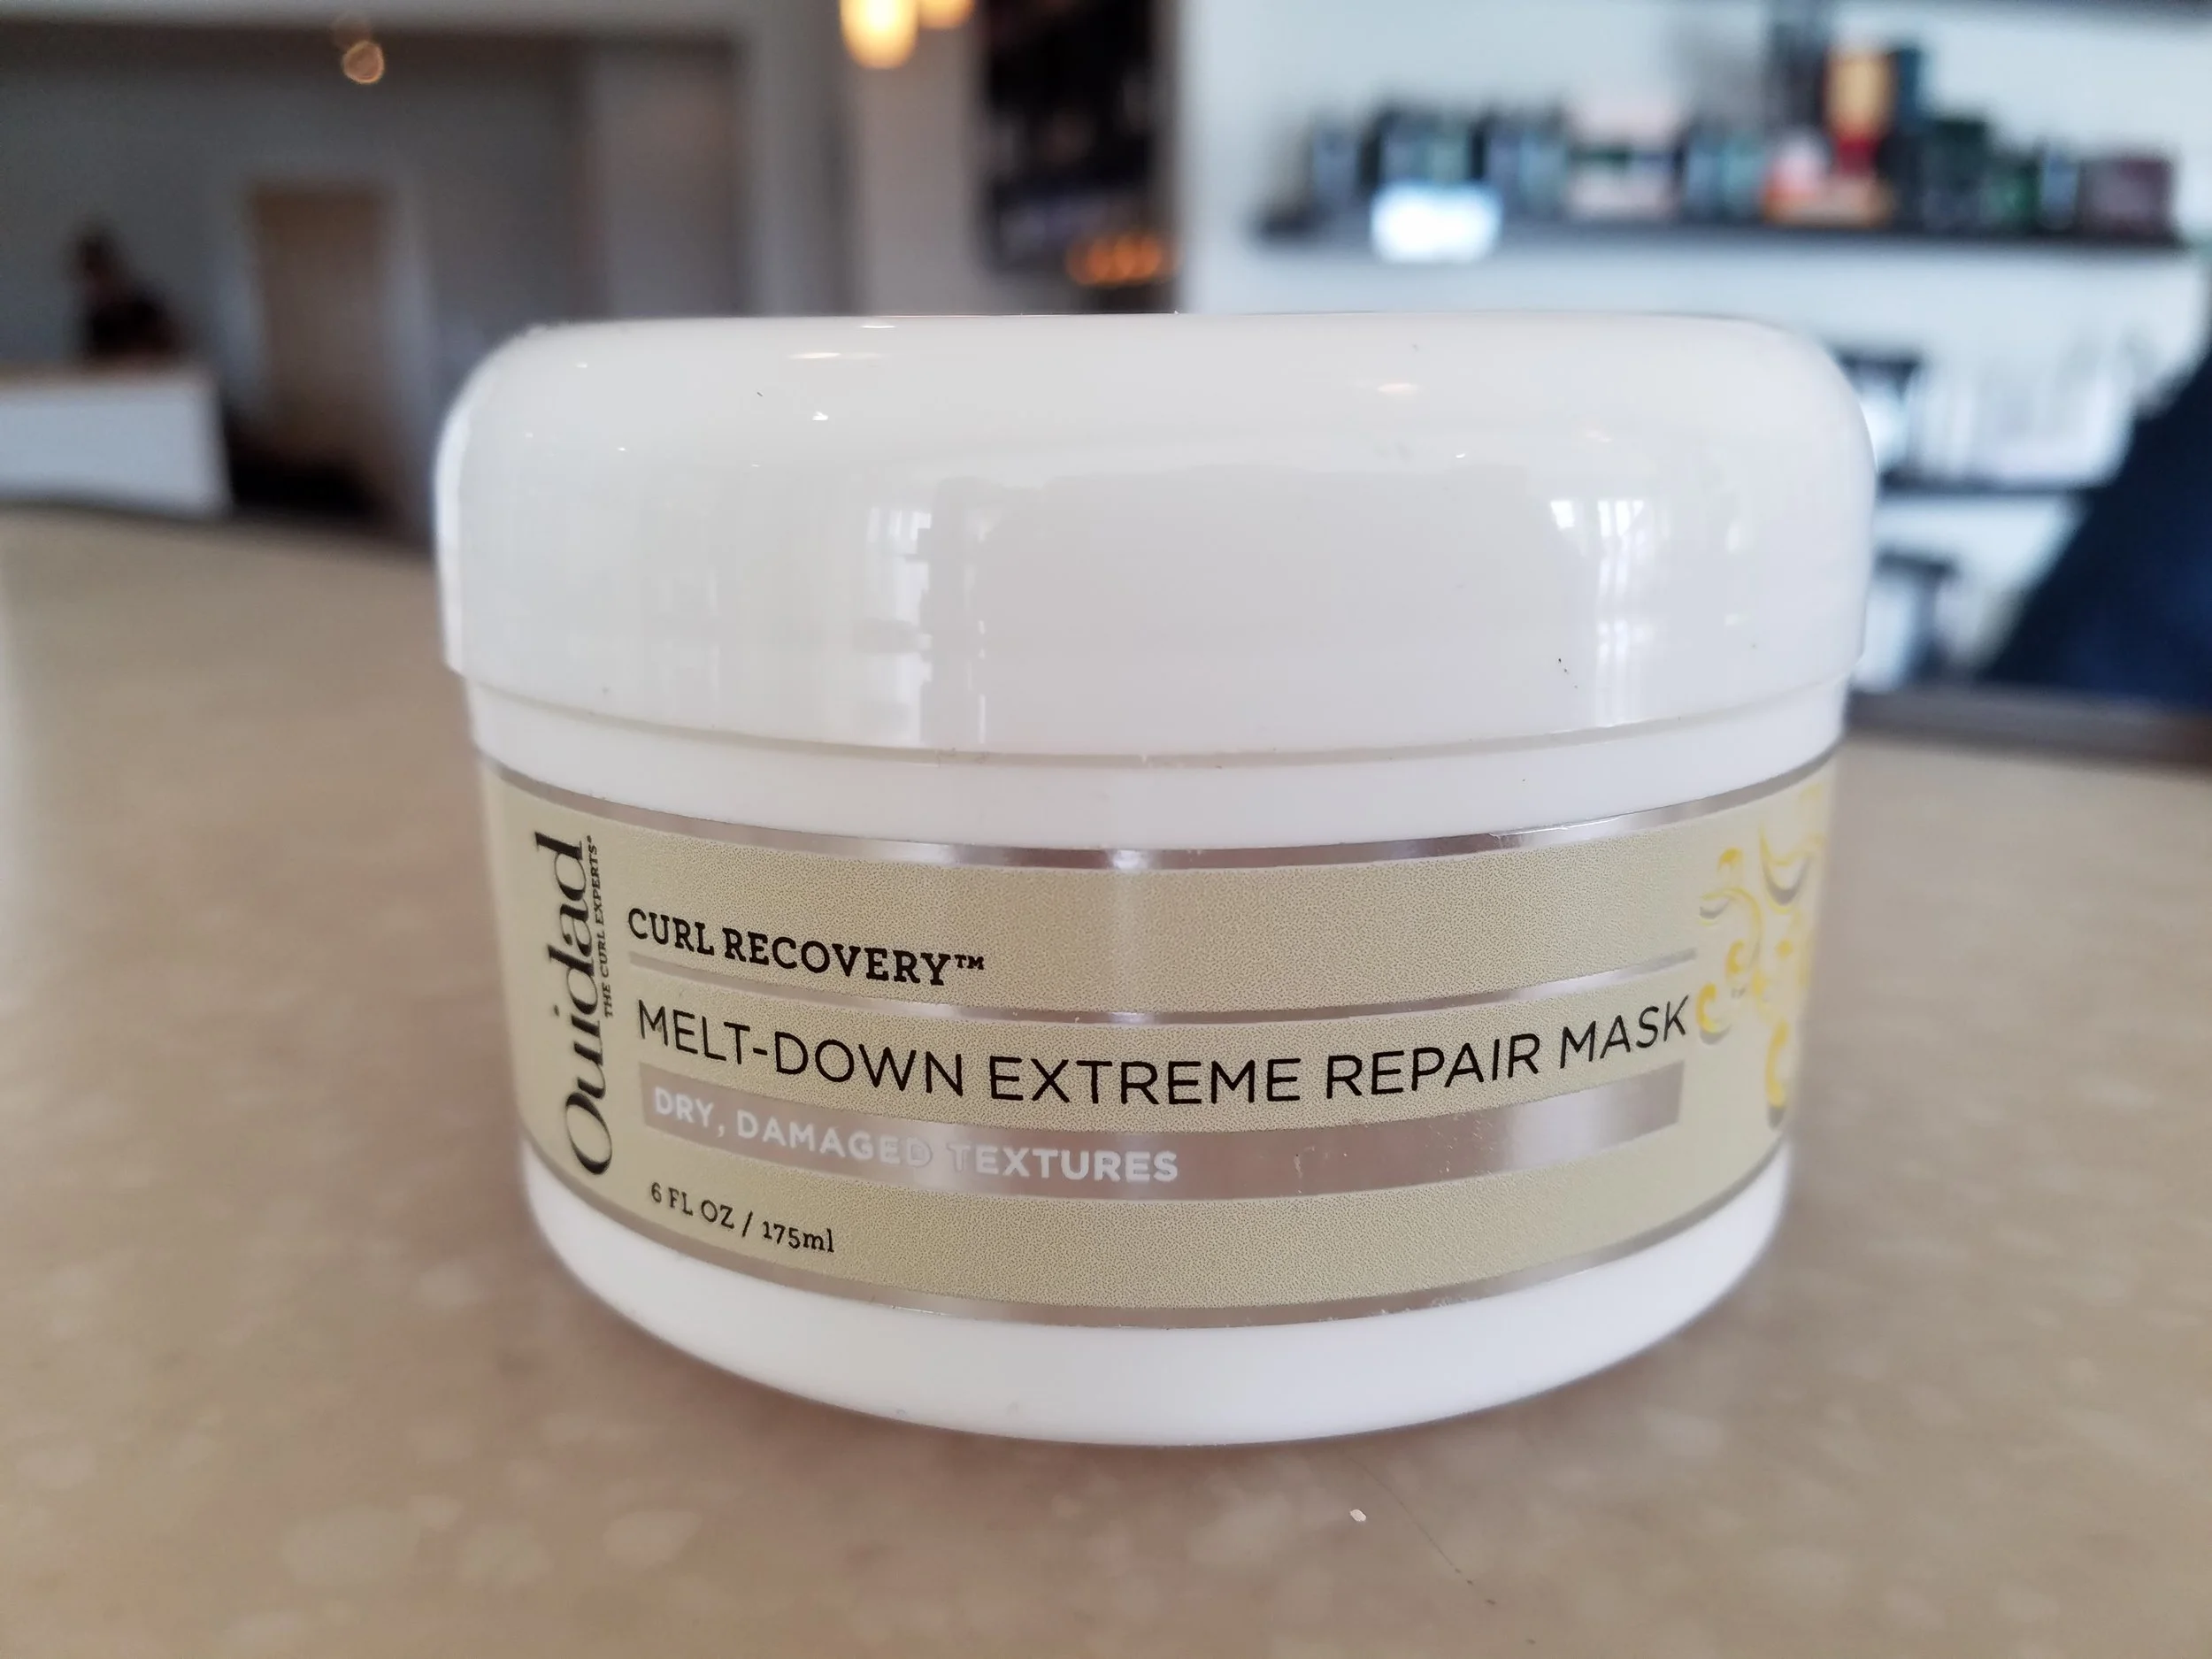 Ouidad
THE CURL EXPERTS®
CURL RECOVERY™
MELT-DOWN EXTREME REPAIR MASK
DRY, DAMAGED TEXTURES
6 FL OZ / 175ml